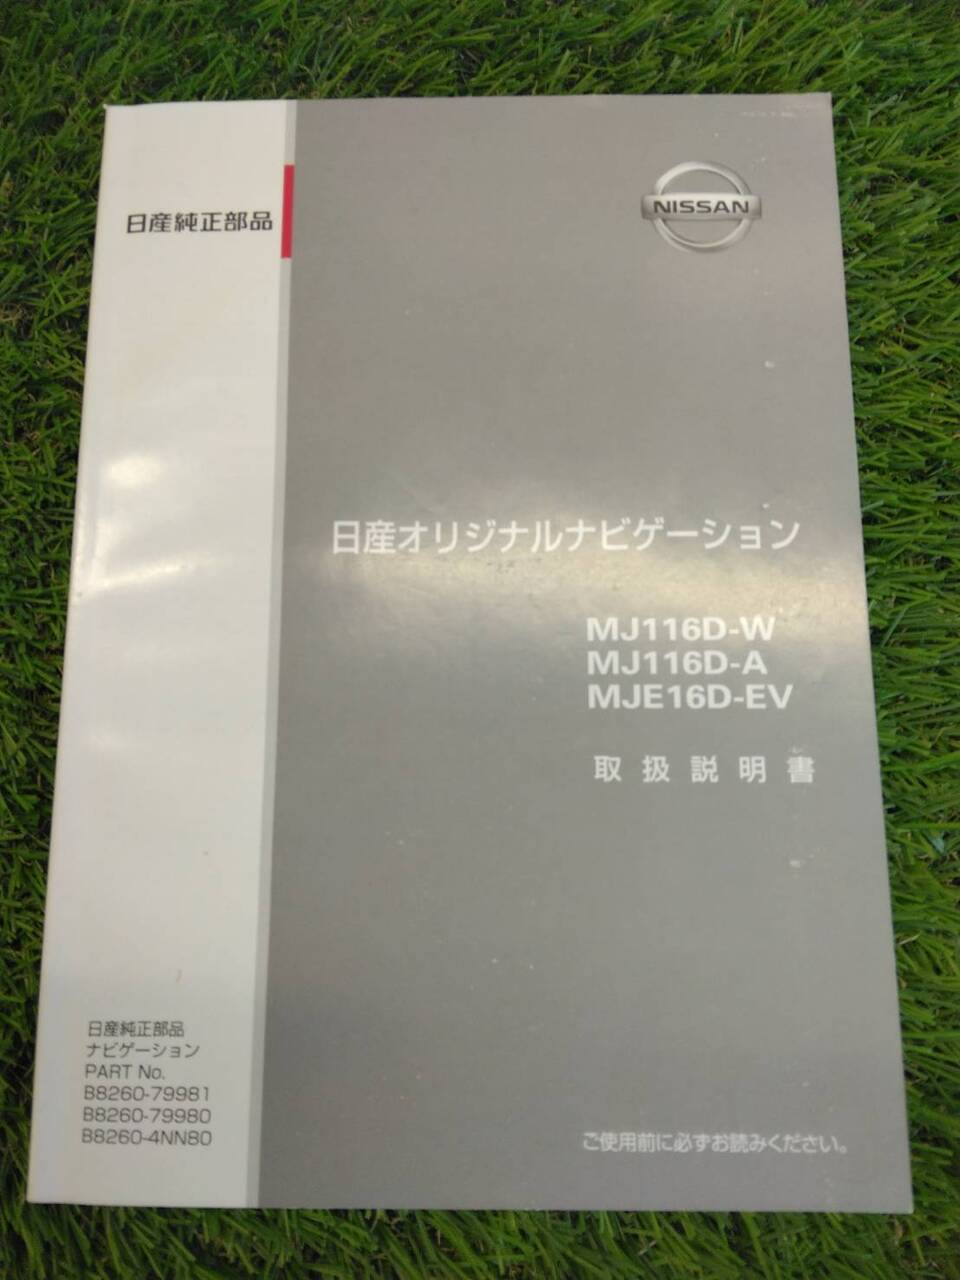 日産純正部品
NISSAN
日産オリジナルナビゲーション
MJ116D-W
MJ116D-A
MJE16D-EV
取扱説明書
日産純正部品
ナビゲーション
PART No.
B8260-79981
B8260-79980
B8260-4NN80
ご使用前に必ずお読みください。